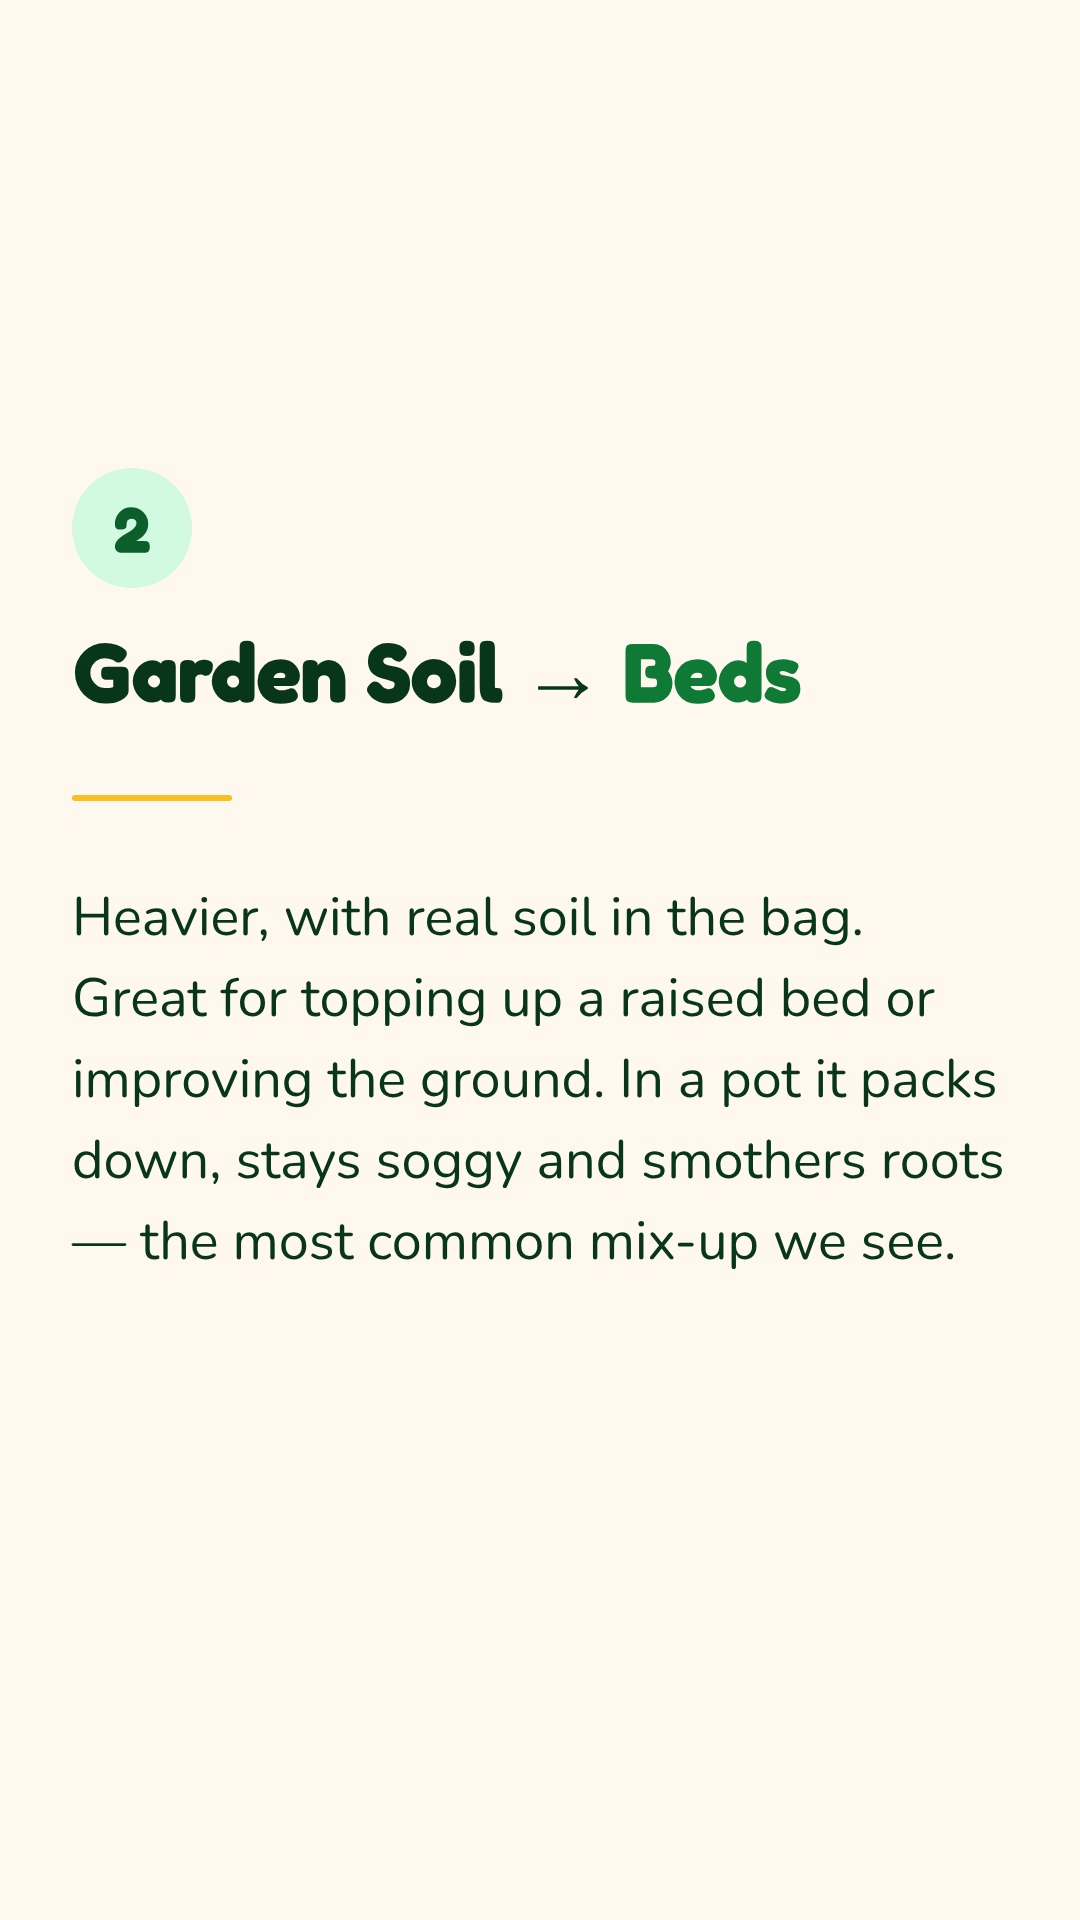 2
Garden Soil → Beds
Heavier, with real soil in the bag.
Great for topping up a raised bed or
improving the ground. In a pot it packs
down, stays soggy and smothers roots
— the most common mix-up we see.